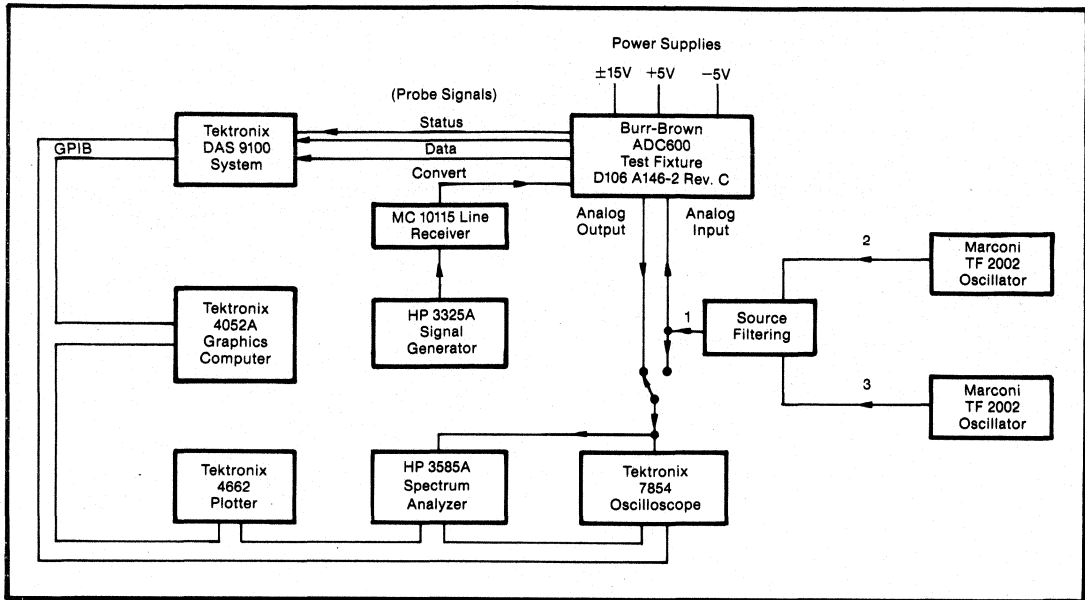 Power Supplies
±15V +5V −5V
(Probe Signals)
Status
Data
Convert
GPIB
Tektronix
DAS 9100
System
Burr-Brown
ADC600
Test Fixture
D106 A146-2 Rev. C
MC 10115 Line
Receiver
Analog
Output
Analog
Input
2
Marconi
TF 2002
Oscillator
Tektronix
4052A
Graphics
Computer
HP 3325A
Signal
Generator
1
Source
Filtering
3
Marconi
TF 2002
Oscillator
Tektronix
4662
Plotter
HP 3585A
Spectrum
Analyzer
Tektronix
7854
Oscilloscope